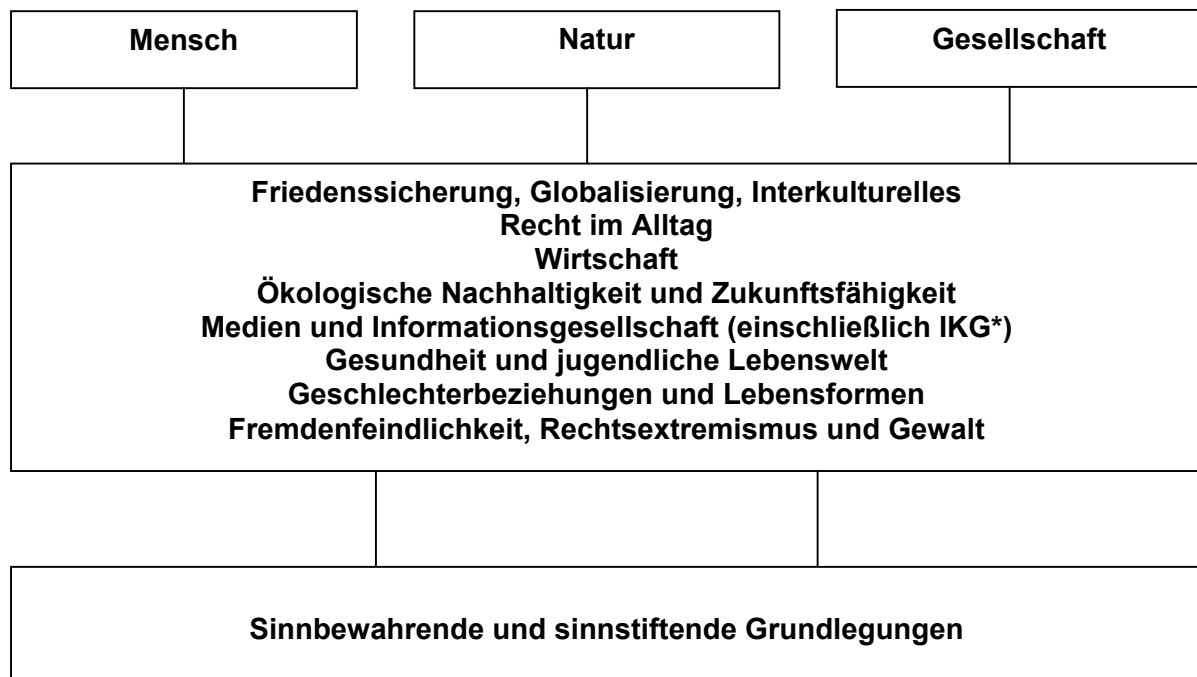 Mensch
Natur
Gesellschaft
Friedenssicherung, Globalisierung, Interkulturelles
Recht im Alltag
Wirtschaft
Ökologische Nachhaltigkeit und Zukunftsfähigkeit
Medien und Informationsgesellschaft (einschließlich IKG*)
Gesundheit und jugendliche Lebenswelt
Geschlechterbeziehungen und Lebensformen
Fremdenfeindlichkeit, Rechtsextremismus und Gewalt
Sinnbewahrende und sinnstiftende Grundlegungen